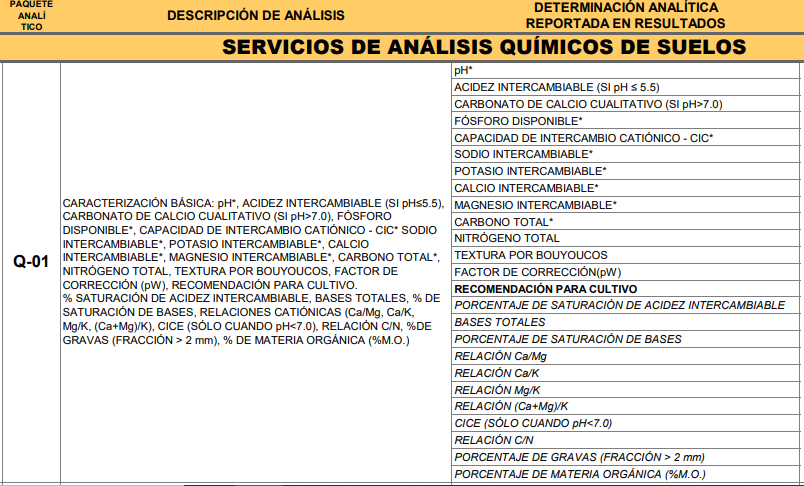 PAQUETE
ANALÍ
TICO
DESCRIPCIÓN DE ANÁLISIS
DETERMINACIÓN ANALÍTICA
REPORTADA EN RESULTADOS
SERVICIOS DE ANÁLISIS QUÍMICOS DE SUELOS
Q-01
CARACTERIZACIÓN BÁSICA: pH*, ACIDEZ INTERCAMBIABLE (SI pH≤5.5),
CARBONATO DE CALCIO CUALITATIVO (SI pH>7.0), FÓSFORO
DISPONIBLE*, CAPACIDAD DE INTERCAMBIO CATIÓNICO - CIC* SODIO
INTERCAMBIABLE*, POTASIO INTERCAMBIABLE*, CALCIO
INTERCAMBIABLE*, MAGNESIO INTERCAMBIABLE*, CARBONO TOTAL*,
NITRÓGENO TOTAL, TEXTURA POR BOUYOUCOS, FACTOR DE
CORRECCIÓN (pW), RECOMENDACIÓN PARA CULTIVO.
% SATURACIÓN DE ACIDEZ INTERCAMBIABLE, BASES TOTALES, % DE
SATURACIÓN DE BASES, RELACIONES CATIÓNICAS (Ca/Mg, Ca/K,
Mg/K, (Ca+Mg)/K), CICE (SÓLO CUANDO pH<7.0), RELACIÓN C/N, %DE
GRAVAS (FRACCIÓN > 2 mm), % DE MATERIA ORGÁNICA (%M.O.)
pH*
ACIDEZ INTERCAMBIABLE (SI pH ≤ 5.5)
CARBONATO DE CALCIO CUALITATIVO (SI pH>7.0)
FÓSFORO DISPONIBLE*
CAPACIDAD DE INTERCAMBIO CATIÓNICO - CIC*
SODIO INTERCAMBIABLE*
POTASIO INTERCAMBIABLE*
CALCIO INTERCAMBIABLE*
MAGNESIO INTERCAMBIABLE*
CARBONO TOTAL*
NITRÓGENO TOTAL
TEXTURA POR BOUYOUCOS
FACTOR DE CORRECCIÓN(pW)
RECOMENDACIÓN PARA CULTIVO
PORCENTAJE DE SATURACIÓN DE ACIDEZ INTERCAMBIABLE
BASES TOTALES
PORCENTAJE DE SATURACIÓN DE BASES
RELACIÓN Ca/Mg
RELACIÓN Ca/K
RELACIÓN Mg/K
RELACIÓN (Ca+Mg)/K
CICE (SÓLO CUANDO pH<7.0)
RELACIÓN C/N
PORCENTAJE DE GRAVAS (FRACCIÓN > 2 mm)
PORCENTAJE DE MATERIA ORGÁNICA (%M.O.)